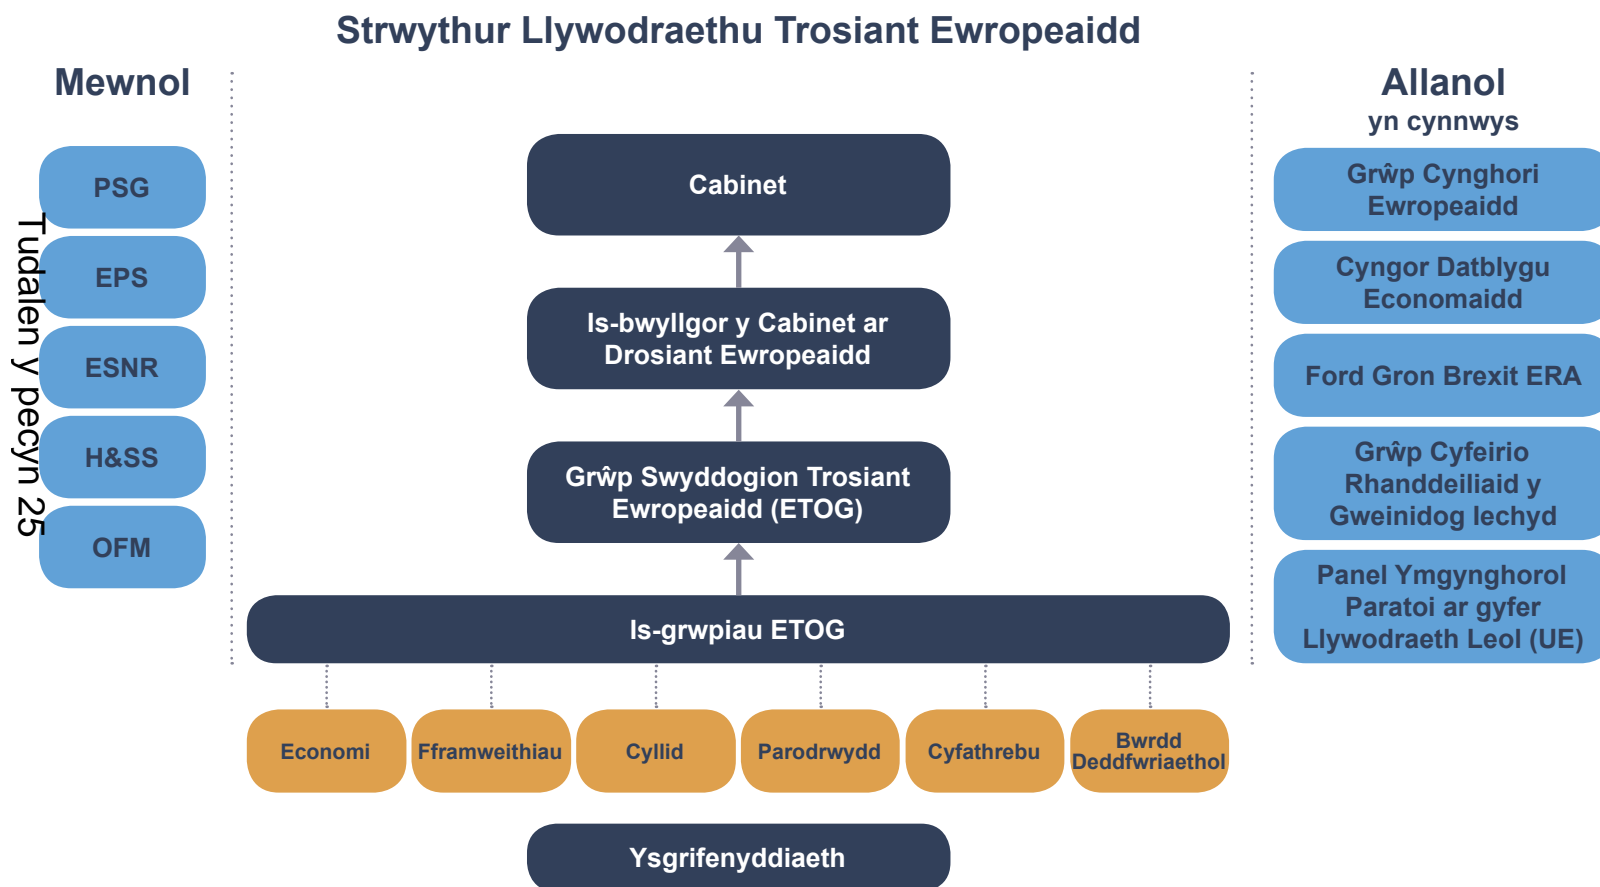 Strwythur Llywodraethu Trosiant Ewropeaidd
Mewnol
PSG
EPS
ESNR
H&SS
OFM
Tudalen y pecyn 25
Cabinet
Is-bwyllgor y Cabinet ar
Drosiant Ewropeaidd
Grŵp Swyddogion Trosiant
Ewropeaidd (ETOG)
Is-grwpiau ETOG
Economi
Fframweithiau
Cyllid
Parodrwydd
Cyfathrebu
Bwrdd
Deddfwriaethol
Ysgrifenyddiaeth
Allanol
yn cynnwys
Grŵp Cynghori
Ewropeaidd
Cyngor Datblygu
Economaidd
Ford Gron Brexit ERA
Grŵp Cyfeirio
Rhanddeiliaid y
Gweinidog Iechyd
Panel Ymgynghorol
Paratoi ar gyfer
Llywodraeth Leol (UE)